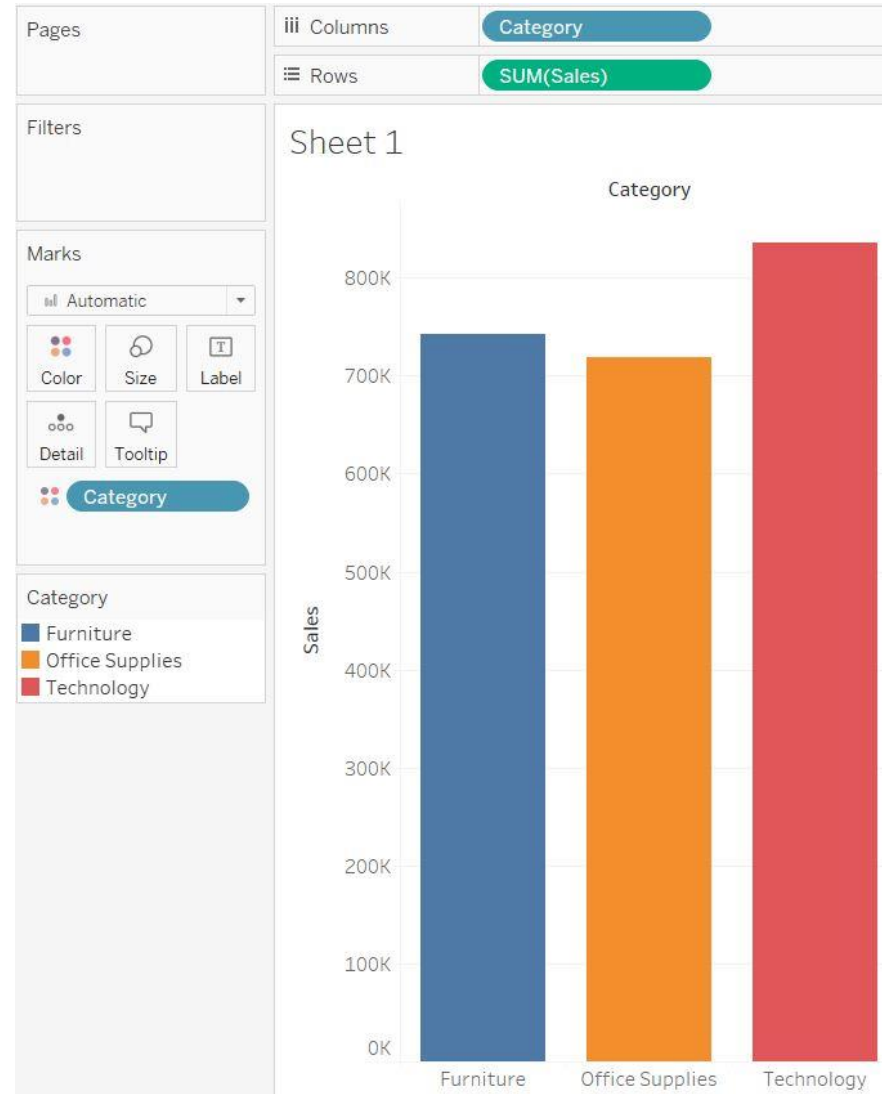 Pages
Columns
Category
Rows
SUM(Sales)
Filters
Sheet 1
Category
Marks
Automatic
Color
Size
T
Label
Detail
Tooltip
Category
Category
Furniture
Office Supplies
Technology
Sales
800K
700K
600K
500K
400K
300K
200K
100K
0K
Furniture Office Supplies Technology